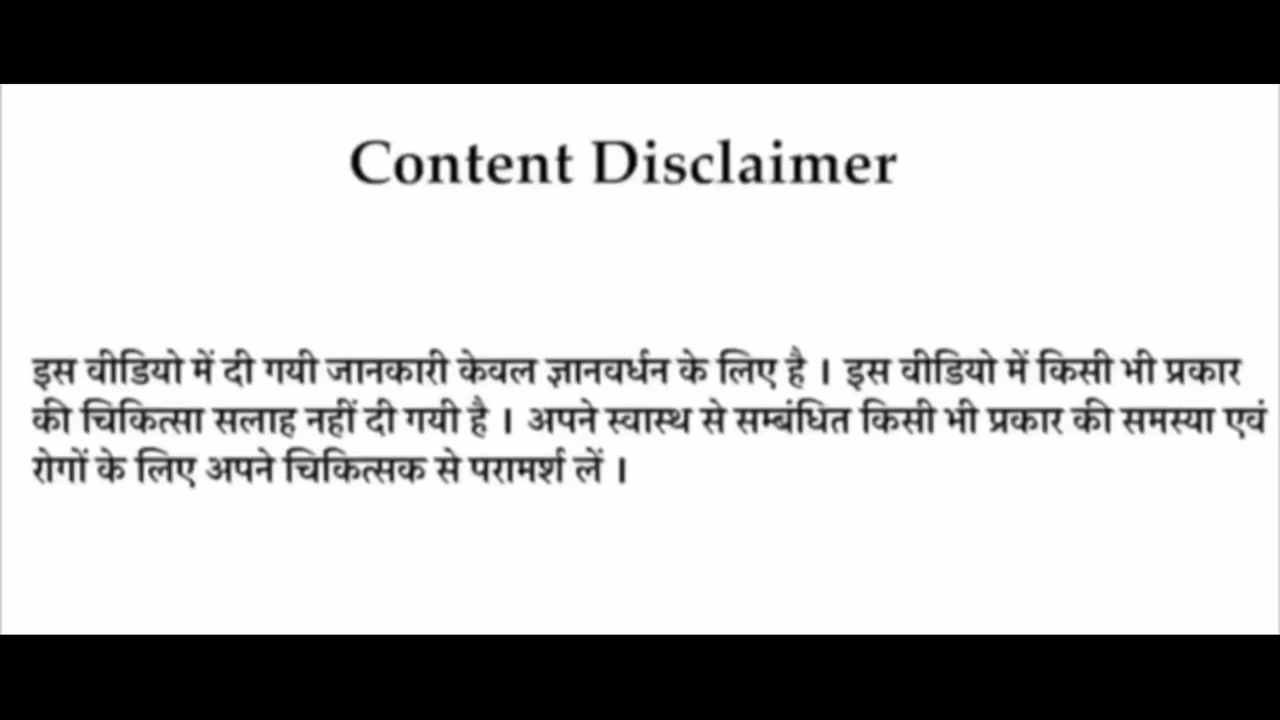 Content Disclaimer
इस वीडियो में दी गयी जानकारी केवल ज्ञानवर्धन के लिए है । इस वीडियो में किसी भी प्रकार
की चिकित्सा सलाह नहीं दी गयी है । अपने स्वास्थ से सम्बंधित किसी भी प्रकार की समस्या एवं
रोगों के लिए अपने चिकित्सक से परामर्श लें ।